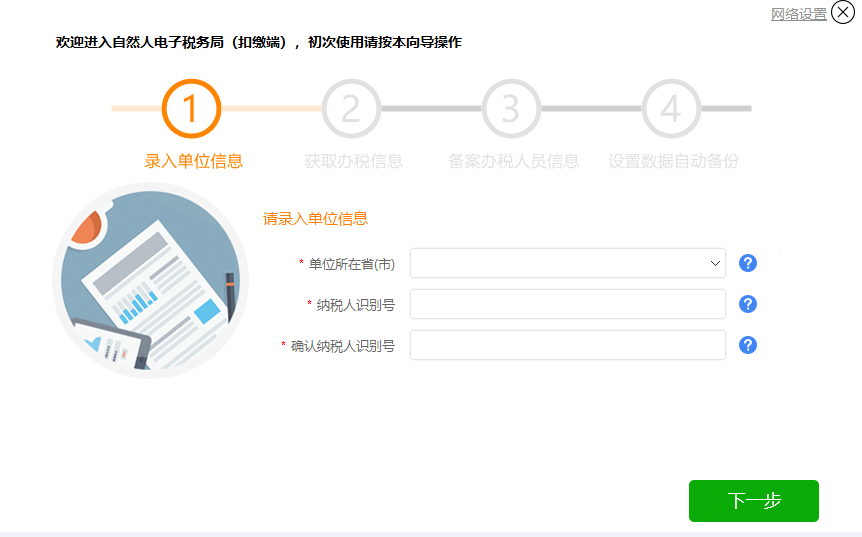 网络设置
欢迎进入自然人电子税务局（扣缴端），初次使用请按本向导操作
1 2 3 4
录入单位信息 获取办税信息 备案办税人员信息 设置数据自动备份
请录入单位信息
* 单位所在省(市) ?
* 纳税人识别号 ?
* 确认纳税人识别号 ?
下一步